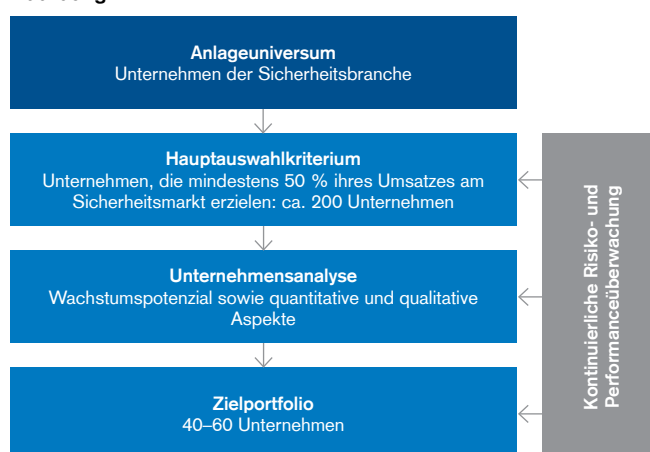 Anlageuniversum
Unternehmen der Sicherheitsbranche
Hauptauswahlkriterium
Unternehmen, die mindestens 50 % ihres Umsatzes am
Sicherheitsmarkt erzielen: ca. 200 Unternehmen
Unternehmensanalyse
Wachstumspotenzial sowie quantitative und qualitative
Aspekte
Zielportfolio
40–60 Unternehmen
Kontinuierliche Risiko- und
Performanceüberwachung